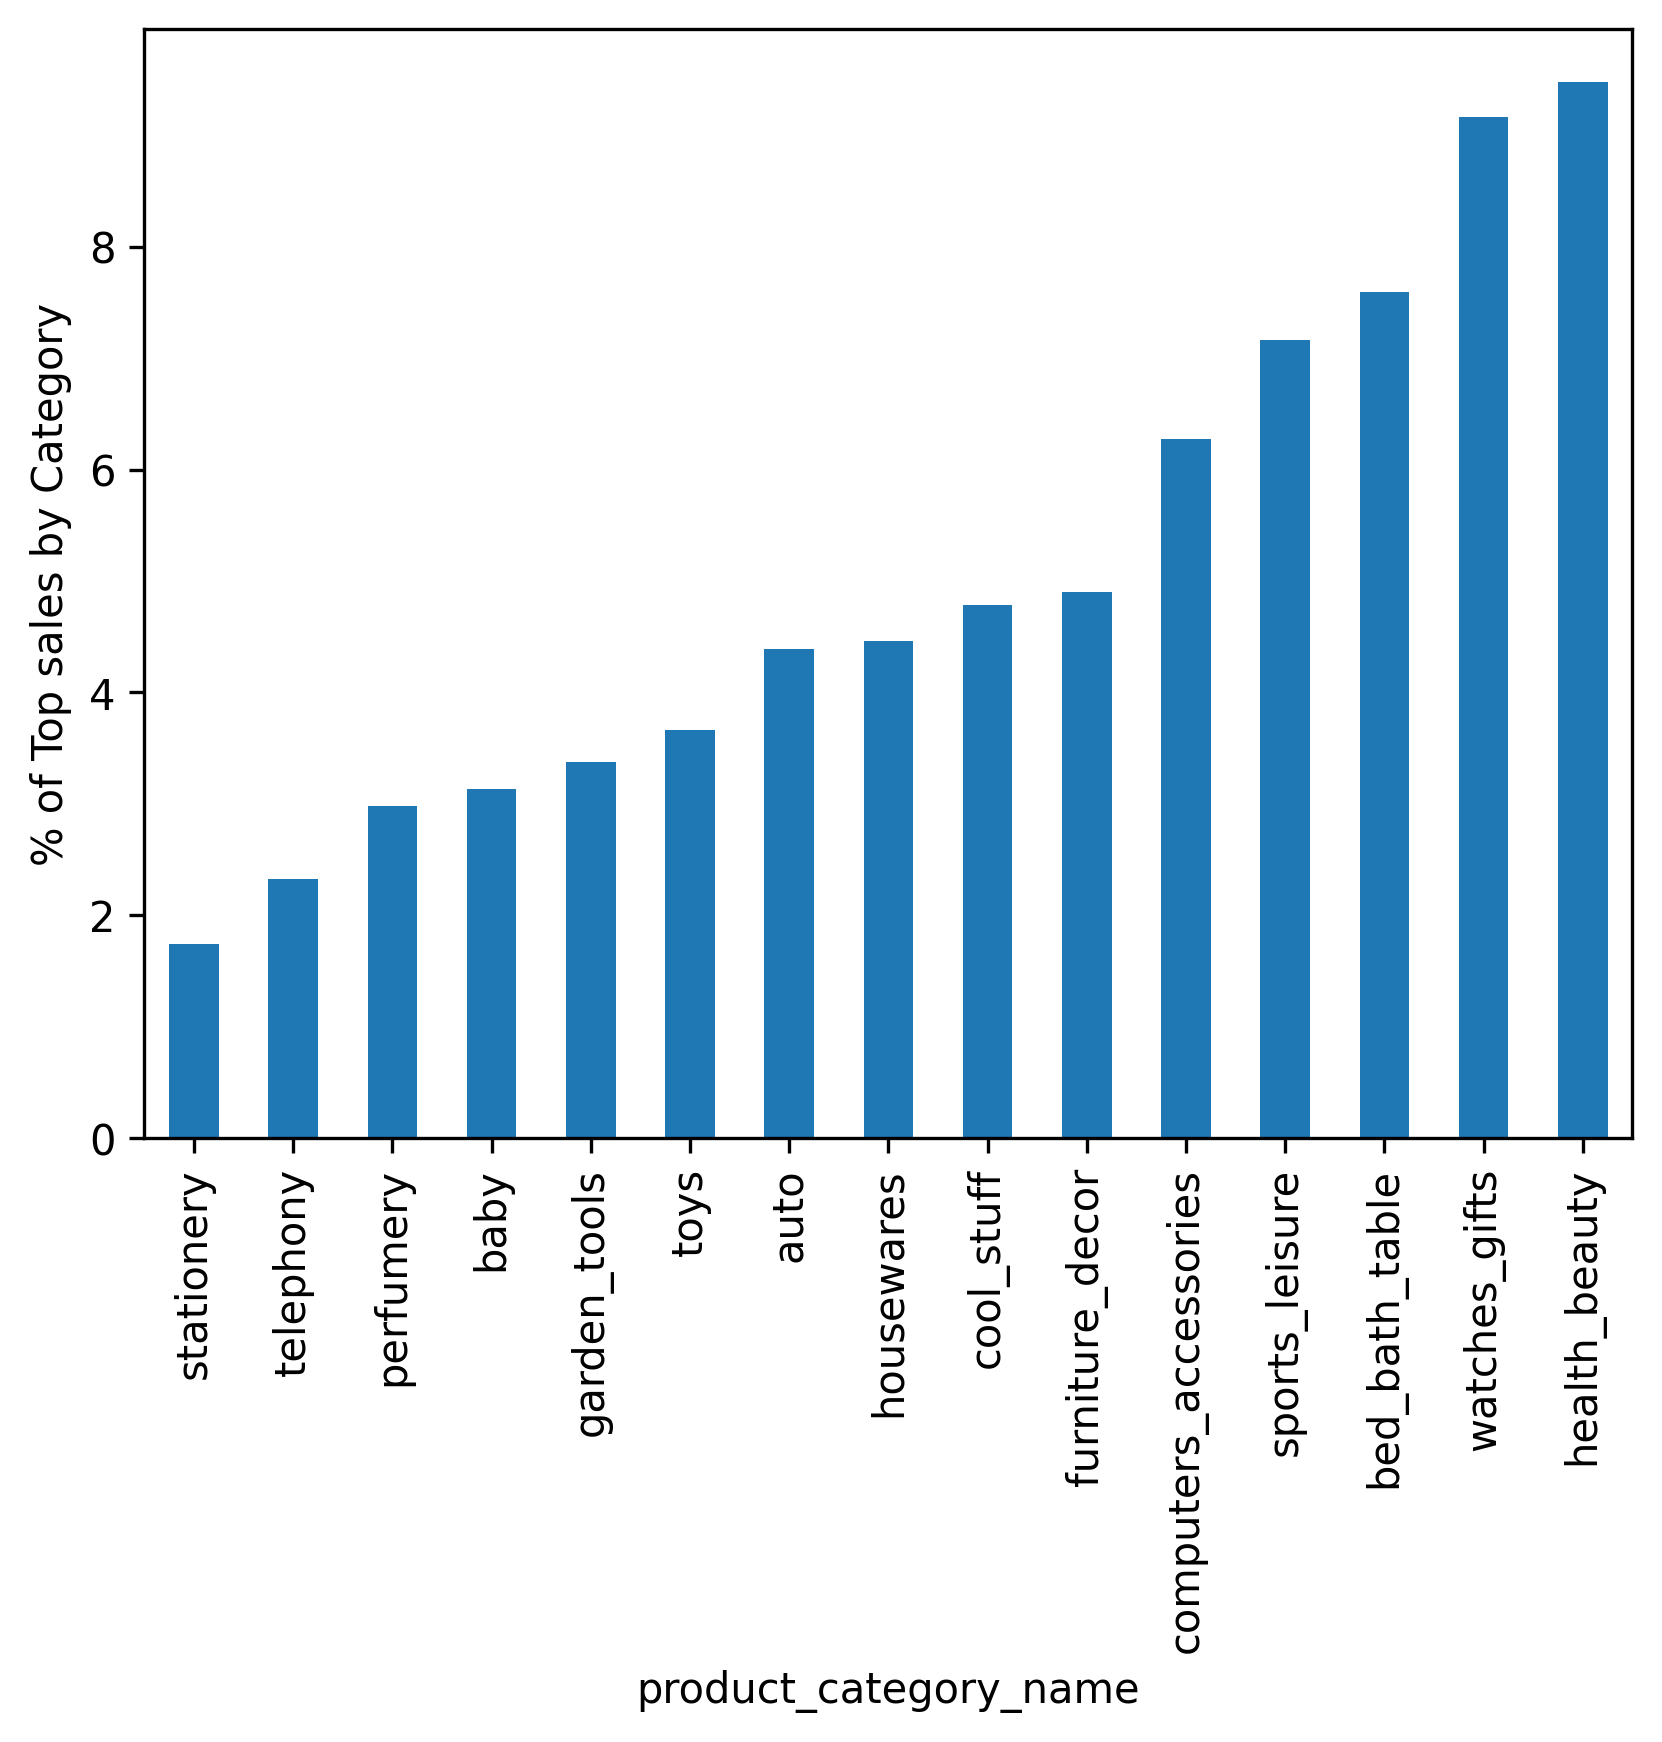 % of Top sales by Category
8
6
4
2
0
stationery
telephony
perfumery
baby
garden_tools
toys
auto
housewares
cool_stuff
furniture_decor
computers_accessories
sports_leisure
bed_bath_table
watches_gifts
health_beauty
product_category_name